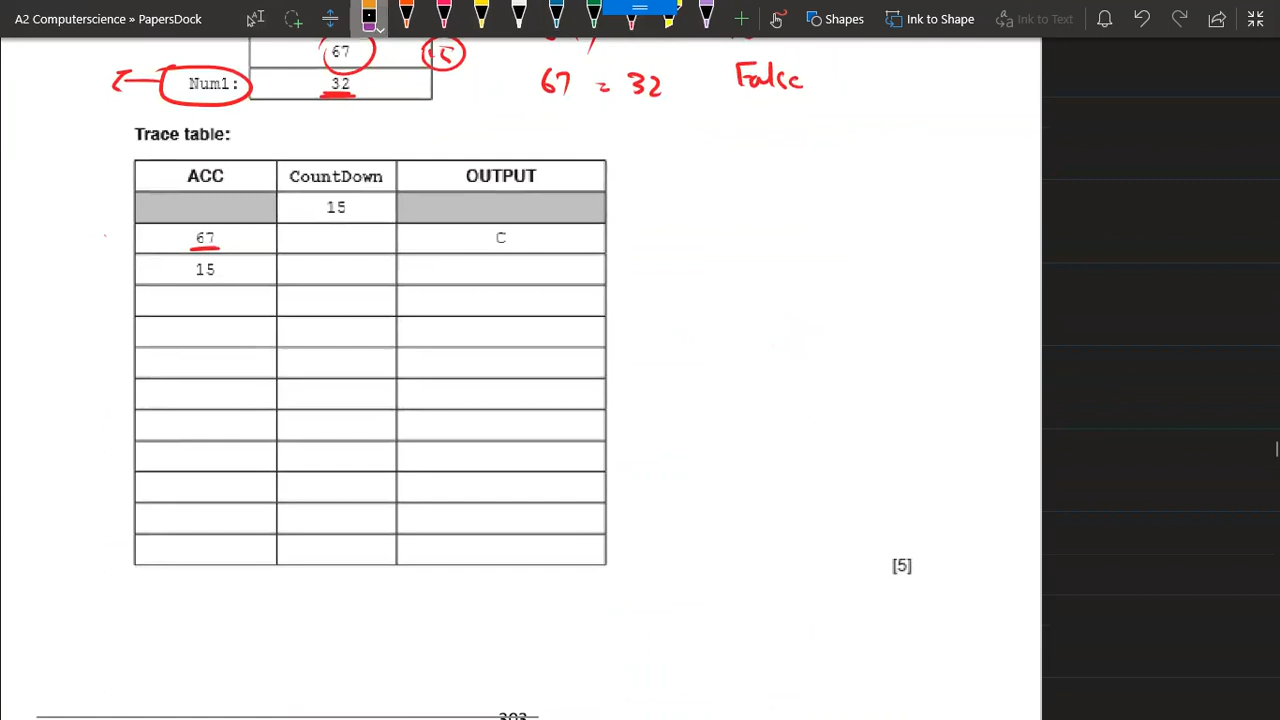 A2 Computerscience » PapersDock
Shapes
Ink to Shape
Ink to Text
67
15
Num1:
32
67 = 32
False
Trace table:
ACC CountDown OUTPUT
15
67 C
15
[5]